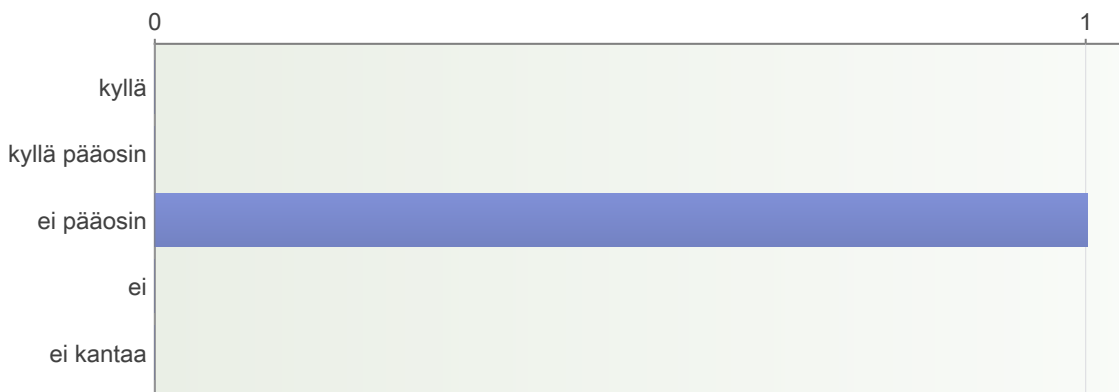 0 1
kyllä
kyllä pääosin
ei pääosin
ei
ei kantaa